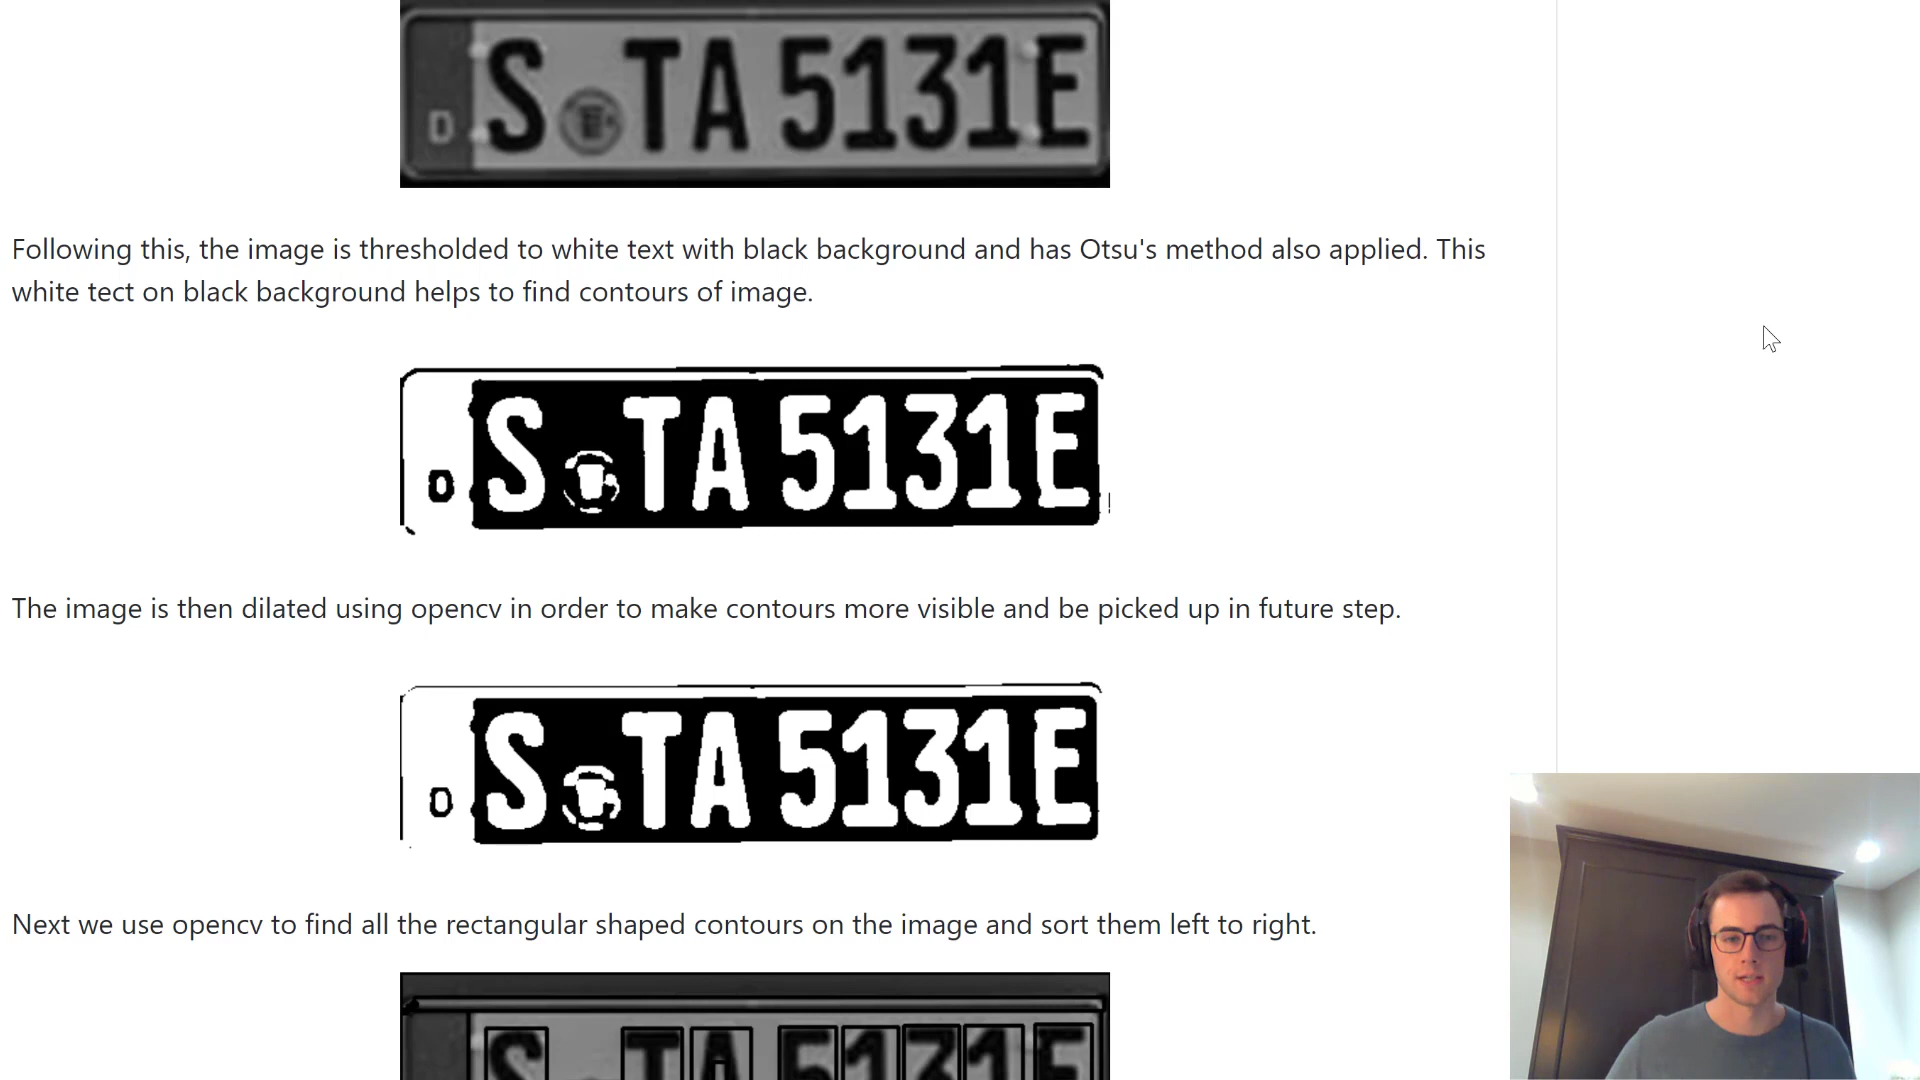 D S TA 5131E
Following this, the image is thresholded to white text with black background and has Otsu's method also applied. This
white tect on black background helps to find contours of image.
D S TA 5131E
The image is then dilated using opencv in order to make contours more visible and be picked up in future step.
D S TA 5131E
Next we use opencv to find all the rectangular shaped contours on the image and sort them left to right.
S TA 5131E